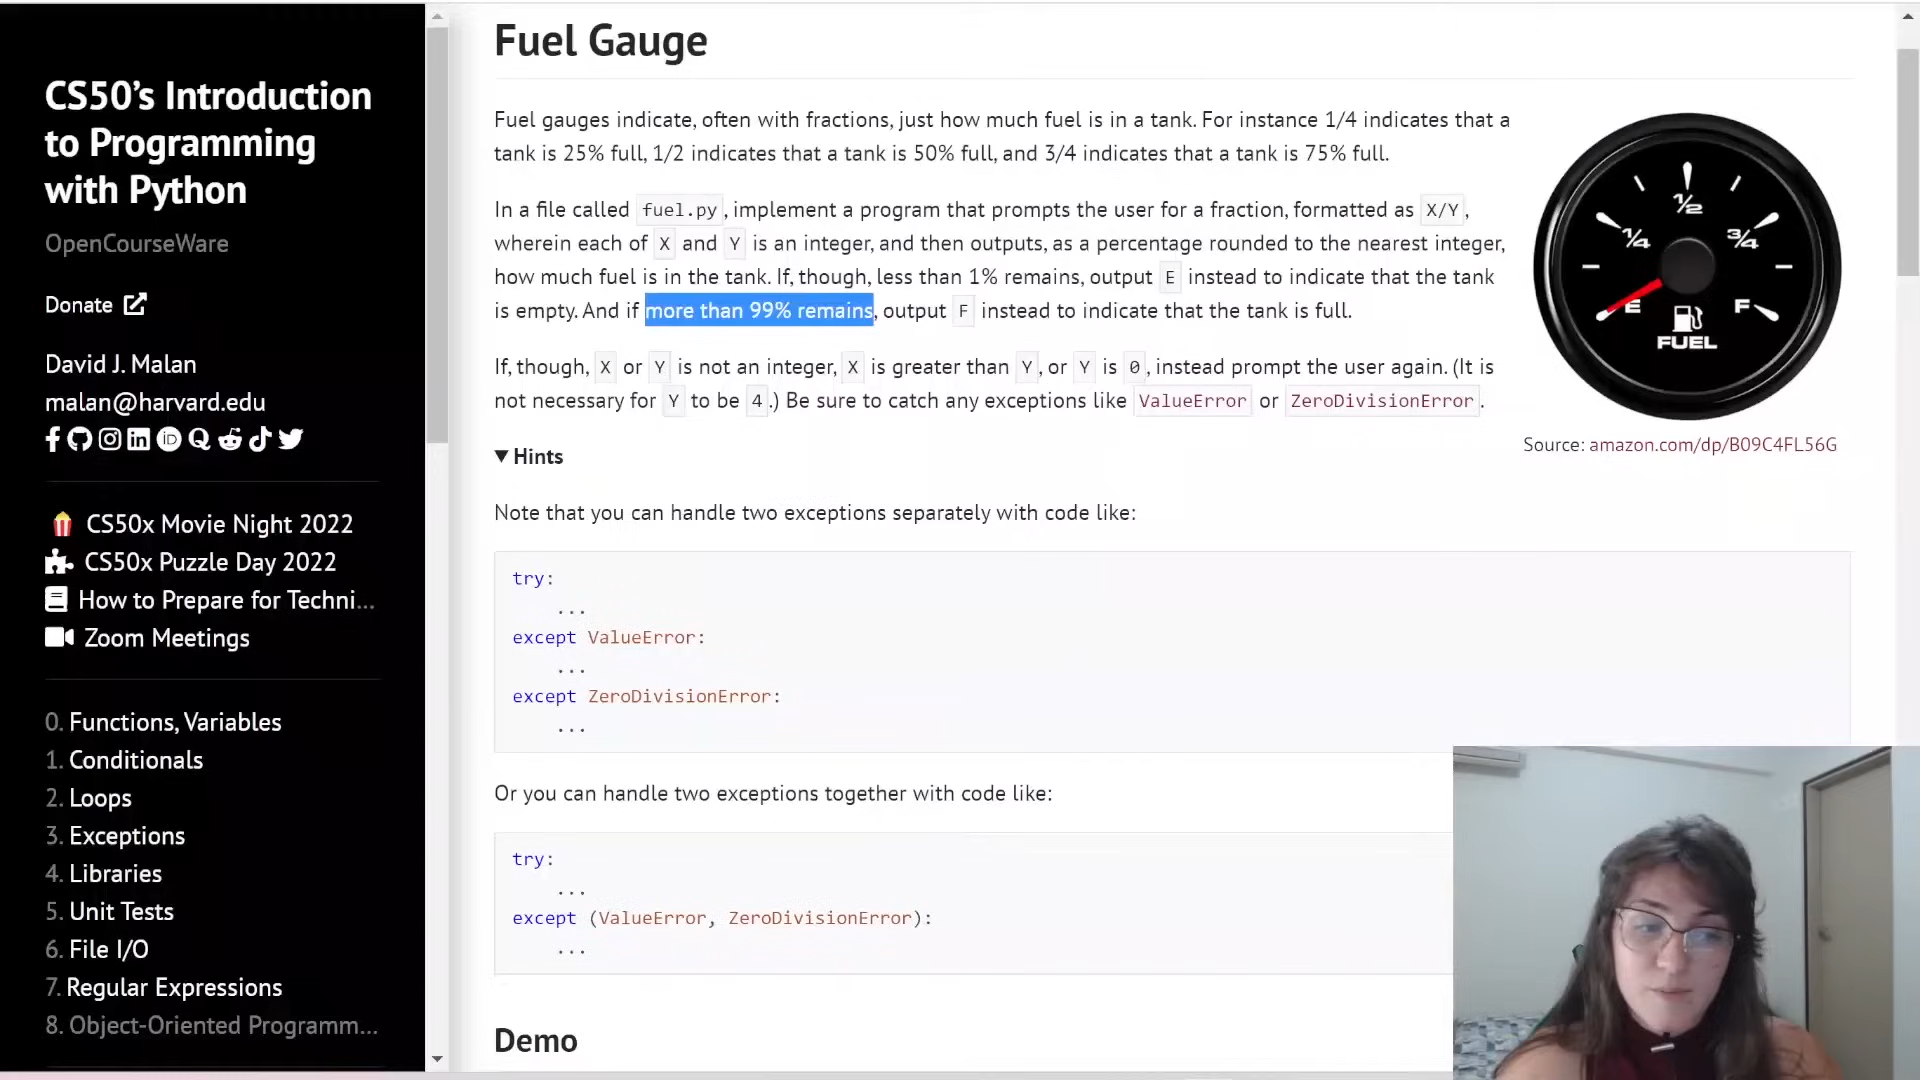 CS50’s Introduction
to Programming
with Python
OpenCourseWare
Donate
David J. Malan
malan@harvard.edu
CS50x Movie Night 2022
CS50x Puzzle Day 2022
How to Prepare for Techni...
Zoom Meetings
0. Functions, Variables
1. Conditionals
2. Loops
3. Exceptions
4. Libraries
5. Unit Tests
6. File I/O
7. Regular Expressions
8. Object-Oriented Programm...
Fuel Gauge
Fuel gauges indicate, often with fractions, just how much fuel is in a tank. For instance 1/4 indicates that a
tank is 25% full, 1/2 indicates that a tank is 50% full, and 3/4 indicates that a tank is 75% full.
In a file called fuel.py, implement a program that prompts the user for a fraction, formatted as X/Y,
wherein each of X and Y is an integer, and then outputs, as a percentage rounded to the nearest integer,
how much fuel is in the tank. If, though, less than 1% remains, output E instead to indicate that the tank
is empty. And if more than 99% remains, output F instead to indicate that the tank is full.
If, though, X or Y is not an integer, X is greater than Y, or Y is 0, instead prompt the user again. (It is
not necessary for Y to be 4.) Be sure to catch any exceptions like ValueError or ZeroDivisionError.
1/2
1/4
3/4
E
F
FUEL
Source: amazon.com/dp/B09C4FL56G
▼ Hints
Note that you can handle two exceptions separately with code like:
try:
...
except ValueError:
...
except ZeroDivisionError:
...
Or you can handle two exceptions together with code like:
try:
...
except (ValueError, ZeroDivisionError):
...
Demo